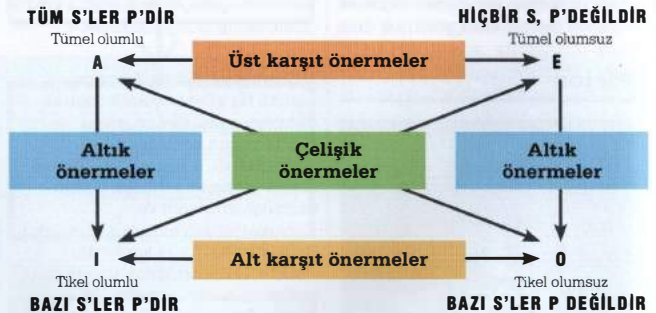 TÜM S’LER P’DİR
HİÇBİR S, P’DEĞİLDİR
Tümel olumlu
Tümel olumsuz
A
Üst karşıt önermeler
E
Altık
önermeler
Çelişik
önermeler
Altık
önermeler
I
Alt karşıt önermeler
O
Tikel olumlu
Tikel olumsuz
BAZI S’LER P’DİR
BAZI S’LER P DEĞİLDİR